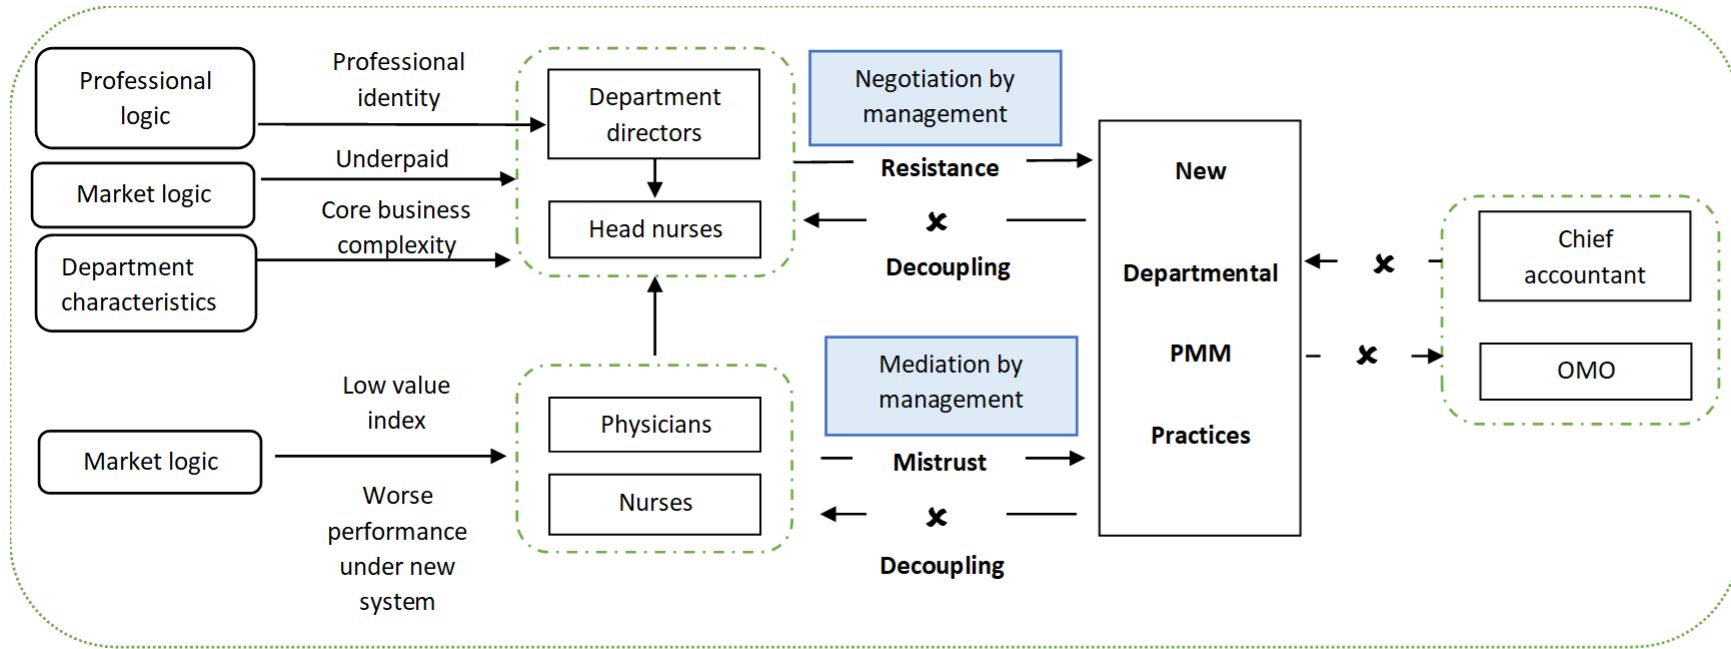 Professional
logic
Professional
identity
Department
directors
Negotiation by
management
Market logic
Underpaid
Head nurses
Resistance
Department
characteristics
Core business
complexity
✘
Decoupling
New
Departmental
PMM
Practices
✘
✘
Chief
accountant
OMO
Market logic
Low value
index
Worse
performance
under new
system
Physicians
Nurses
Mediation by
management
Mistrust
✘
Decoupling